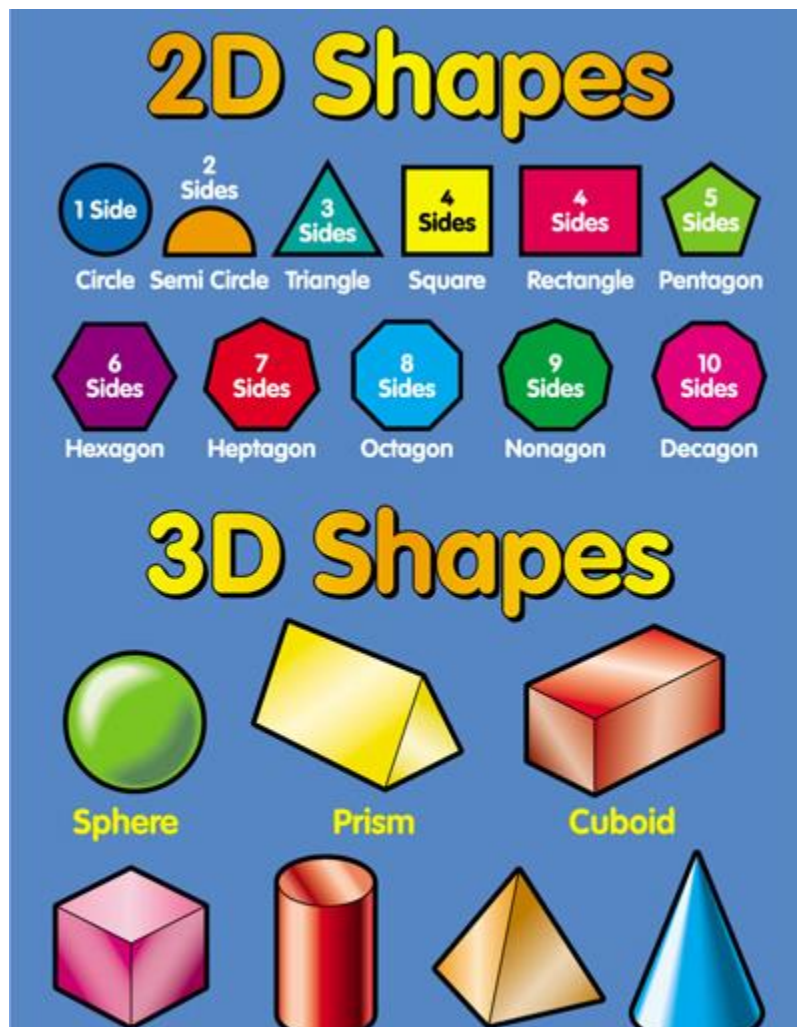 2D Shapes
1 Side
2
Sides
3
Sides
4
Sides
4
Sides
5
Sides
Circle Semi Circle Triangle Square Rectangle Pentagon
6
Sides
7
Sides
8
Sides
9
Sides
10
Sides
Hexagon Heptagon Octagon Nonagon Decagon
3D Shapes
Sphere Prism Cuboid